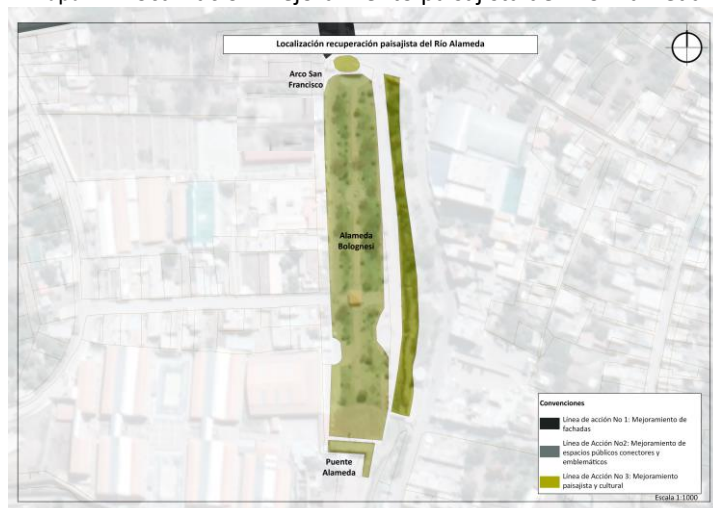 Localización recuperación paisajista del Río Alameda
Arco San
Francisco
Alameda
Bolognesi
Puente
Alameda
Convenciones
Línea de acción No 1: Mejoramiento de
fachadas
Línea de Acción No2: Mejoramiento de
espacios públicos conectores y
emblemáticos
Línea de Acción No 3: Mejoramiento
paisajista y cultural
Escala 1:1000